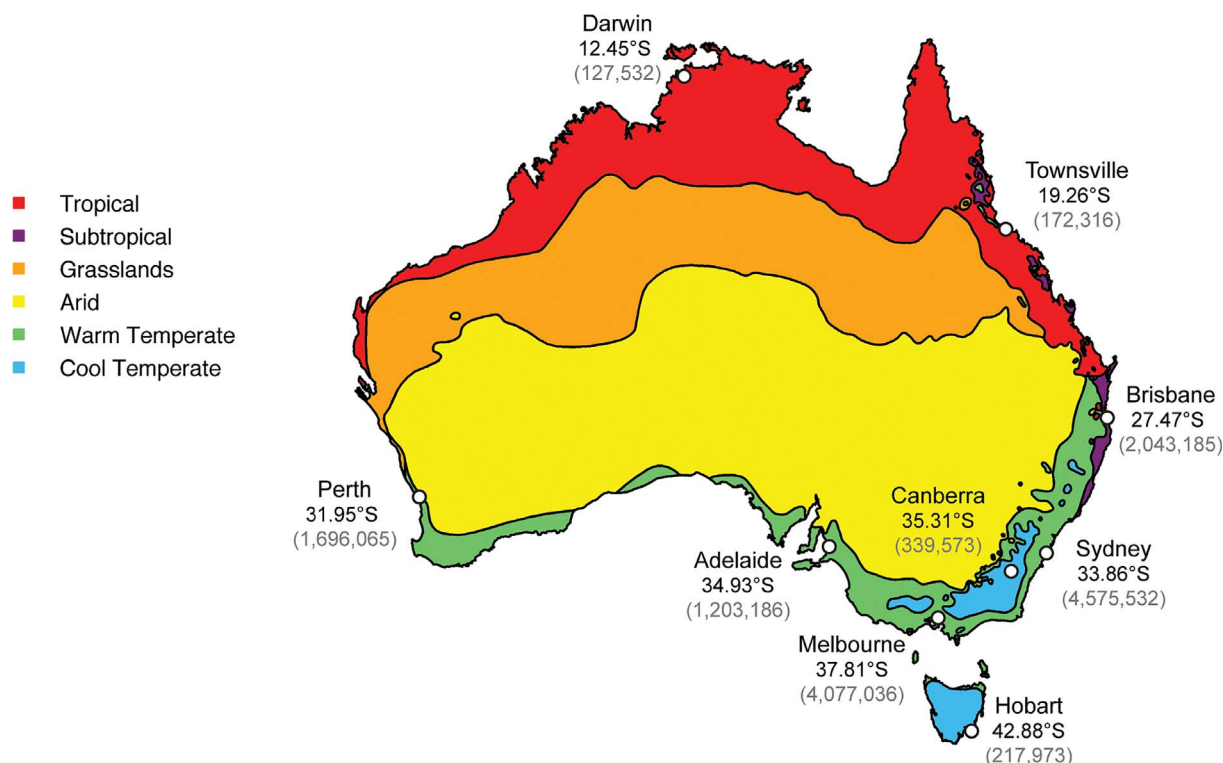 Darwin
12.45°S
(127,532)
Townsville
19.26°S
(172,316)
Tropical
Subtropical
Grasslands
Arid
Warm Temperate
Cool Temperate
Brisbane
27.47°S
(2,043,185)
Perth
31.95°S
(1,696,065)
Canberra
35.31°S
(339,573)
Adelaide
34.93°S
(1,203,186)
Sydney
33.86°S
(4,575,532)
Melbourne
37.81°S
(4,077,036)
Hobart
42.88°S
(217,973)